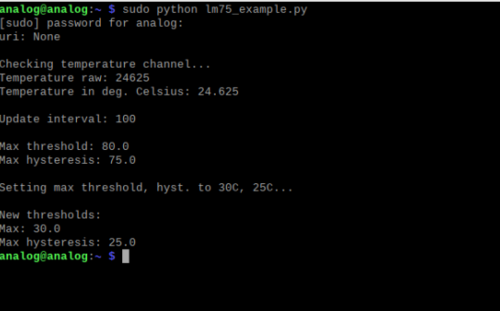 analog@analog:~ $ sudo python lm75_example.py
[sudo] password for analog:
uri: None
Checking temperature channel...
Temperature raw: 24625
Temperature in deg. Celsius: 24.625
Update interval: 100
Max threshold: 80.0
Max hysteresis: 75.0
Setting max threshold, hyst. to 30C, 25C...
New thresholds:
Max: 30.0
Max hysteresis: 25.0
analog@analog:~ $